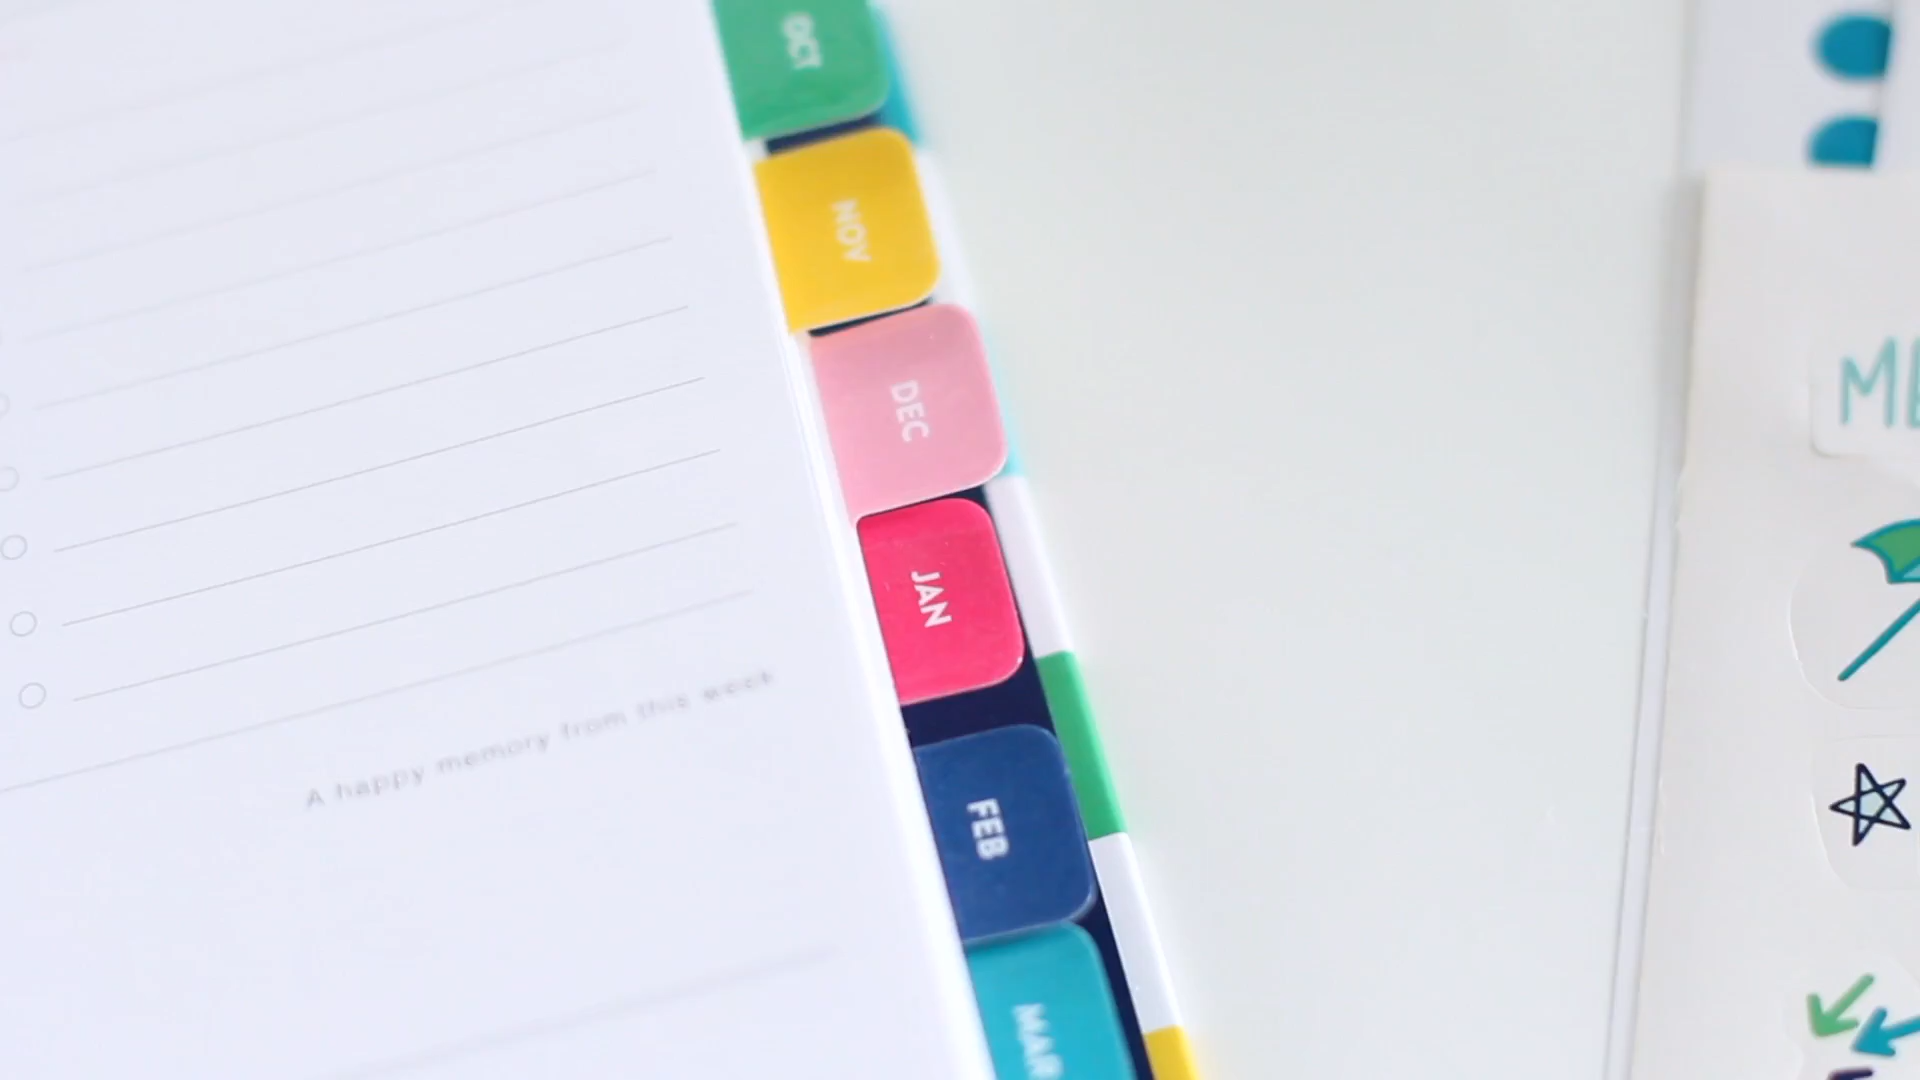 OCT
NOV
DEC
JAN
FEB
MAR
A happy memory from this week